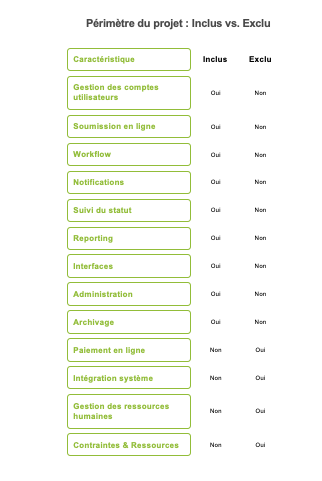 Périmètre du projet : Inclus vs. Exclu
Caractéristique Inclus Exclu
Gestion des comptes
utilisateurs Oui Non
Soumission en ligne Oui Non
Workflow Oui Non
Notifications Oui Non
Suivi du statut Oui Non
Reporting Oui Non
Interfaces Oui Non
Administration Oui Non
Archivage Oui Non
Paiement en ligne Non Oui
Intégration système Non Oui
Gestion des ressources
humaines Non Oui
Contraintes & Ressources Non Oui